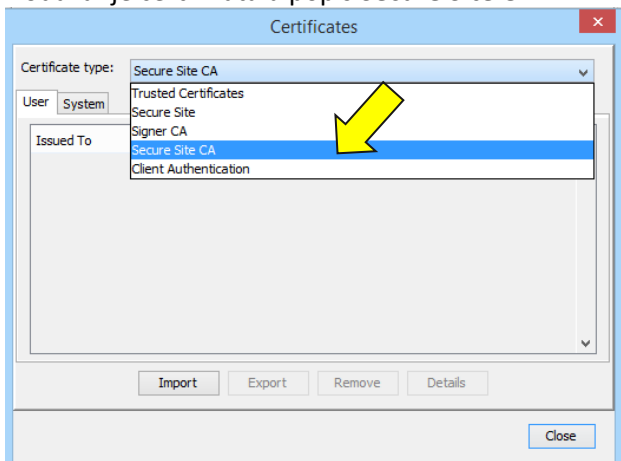 Certificates
Certificate type: Secure Site CA
Trusted Certificates
Secure Site
Signer CA
Secure Site CA
Client Authentication
User System
Issued To
Import Export Remove Details
Close